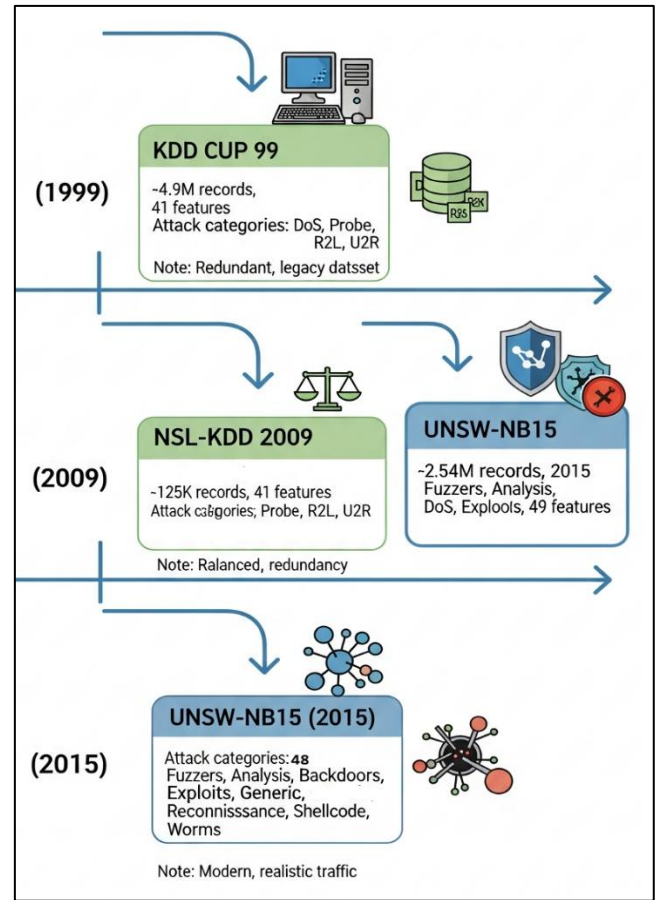 KDD CUP 99
(1999)
~4.9M records,
41 features
Attack categories: DoS, Probe,
R2L, U2R
Note: Redundant, legacy datsset
NSL-KDD 2009
(2009)
~125K records, 41 features
Probe, R2L, U2R
Note: Ralanced, redundancy
UNSW-NB15
~2.54M records, 2015
Fuzzers, Analysis,
DoS, Explools, 49 features
UNSW-NB15 (2015)
(2015)
Attack categories: 48
Fuzzers, Analysis, Backdoors,
Exploits, Generic,
Reconnisssance, Shellcode,
Worms
Note: Modern, realistic traffic